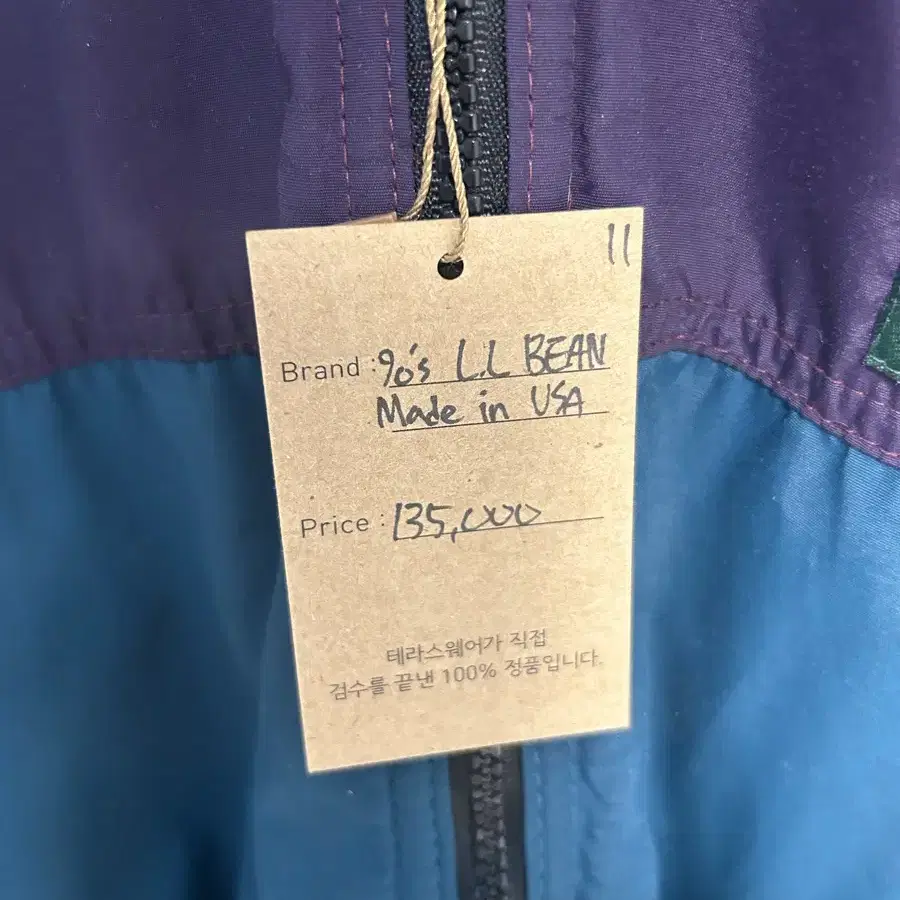 11
Brand : 90's L.L BEAN
Made in USA
Price : 135,000
테라스웨어가 직접
검수를 끝낸 100% 정품입니다.